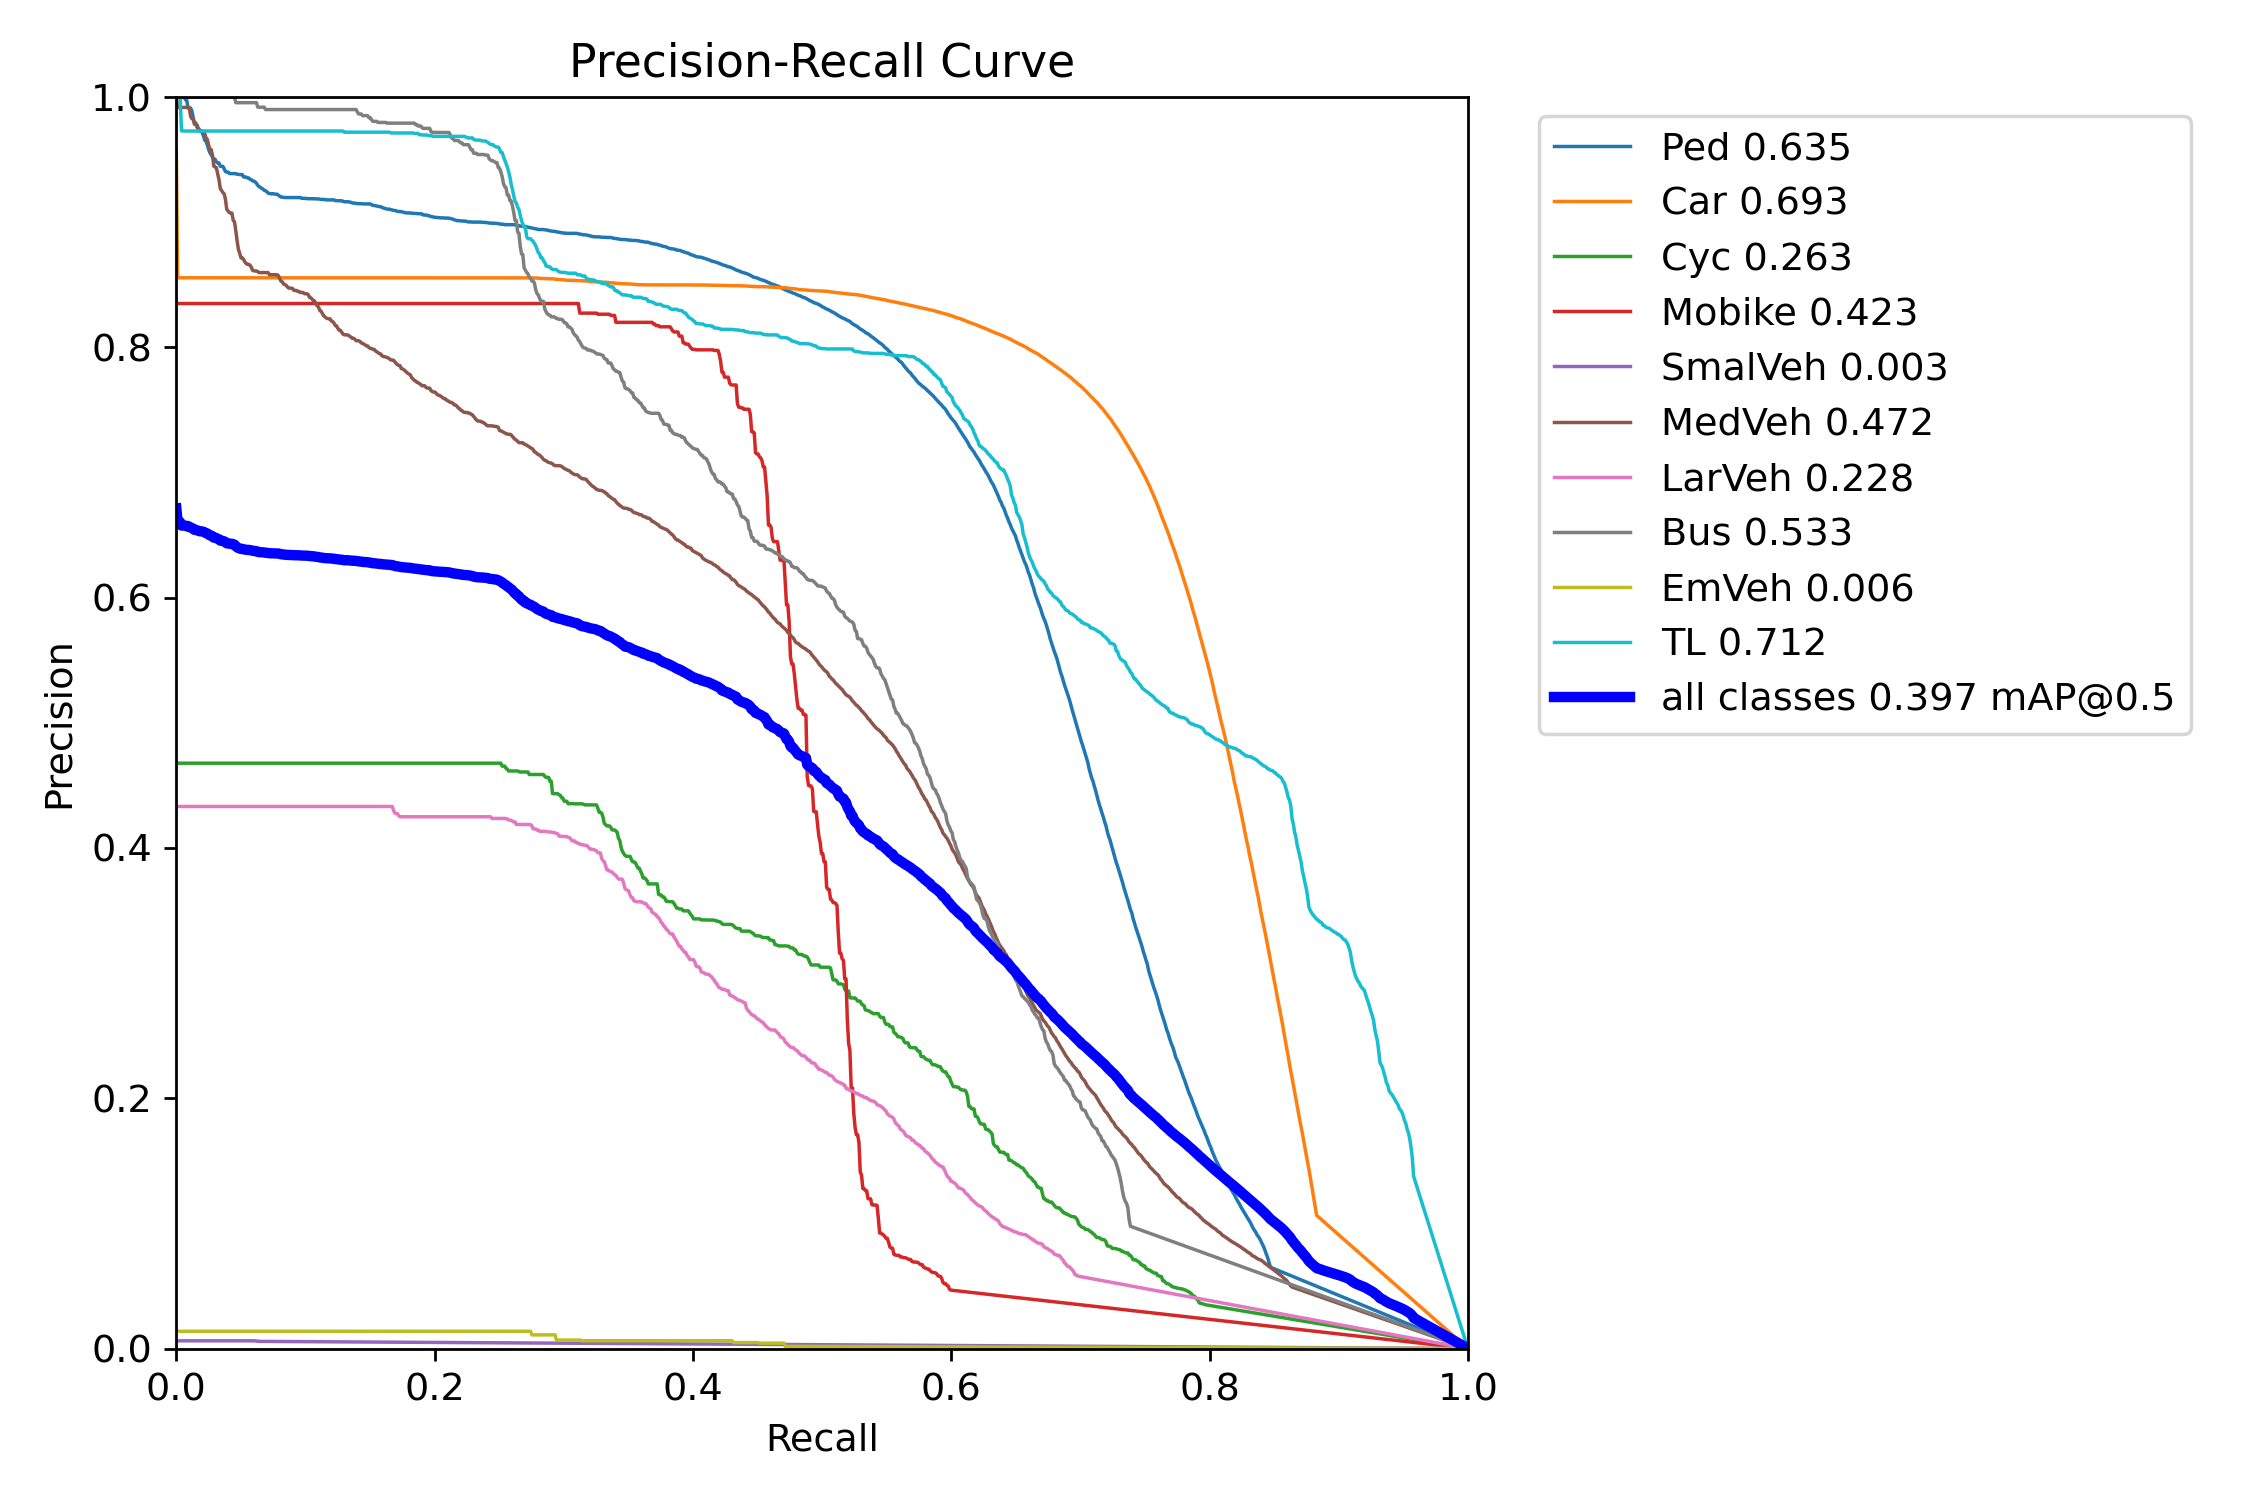 Precision-Recall Curve
1.0
0.8
0.6
0.4
0.2
0.0
Precision
0.0 0.2 0.4 0.6 0.8 1.0
Recall
Ped 0.635
Car 0.693
Cyc 0.263
Mobike 0.423
SmalVeh 0.003
MedVeh 0.472
LarVeh 0.228
Bus 0.533
EmVeh 0.006
TL 0.712
all classes 0.397 mAP@0.5